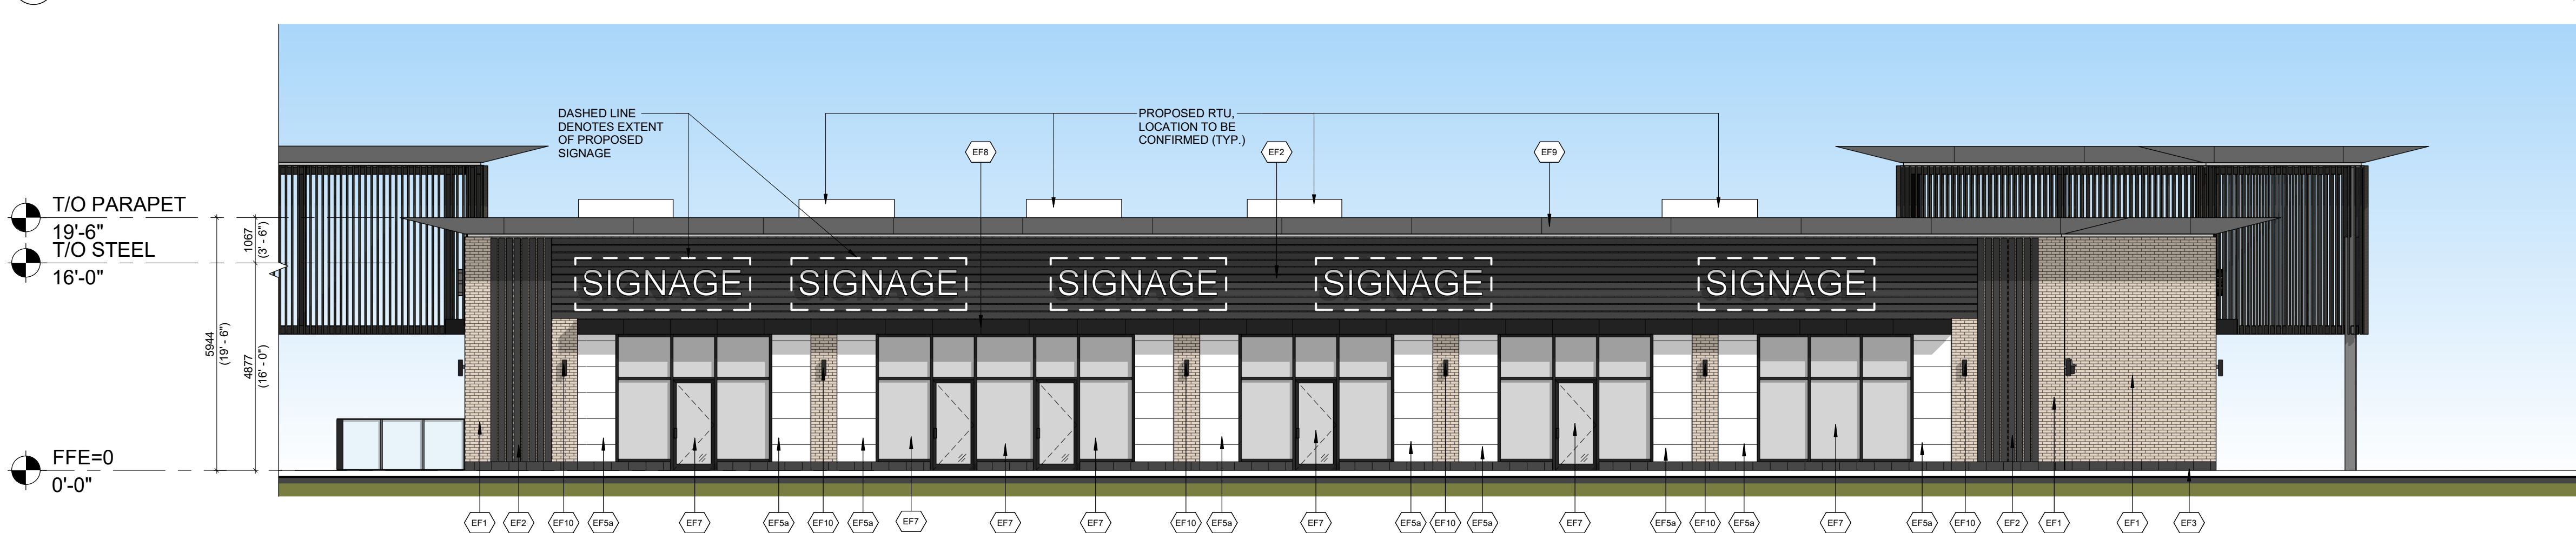 DASHED LINE
DENOTES EXTENT
OF PROPOSED
SIGNAGE
PROPOSED RTU,
LOCATION TO BE
CONFIRMED (TYP.)
EF8
EF2
EF9
T/O PARAPET
19'-6"
T/O STEEL
16'-0"
FFE=0
0'-0"
1067
(3' - 6")
5944
(19' - 6")
4877
(16' - 0")
SIGNAGE
SIGNAGE
SIGNAGE
SIGNAGE
SIGNAGE
EF1
EF2
EF10
EF5a
EF7
EF5a
EF10
EF5a
EF7
EF7
EF7
EF10
EF5a
EF7
EF5a
EF10
EF5a
EF7
EF5a
EF10
EF5a
EF7
EF5a
EF10
EF2
EF1
EF1
EF3